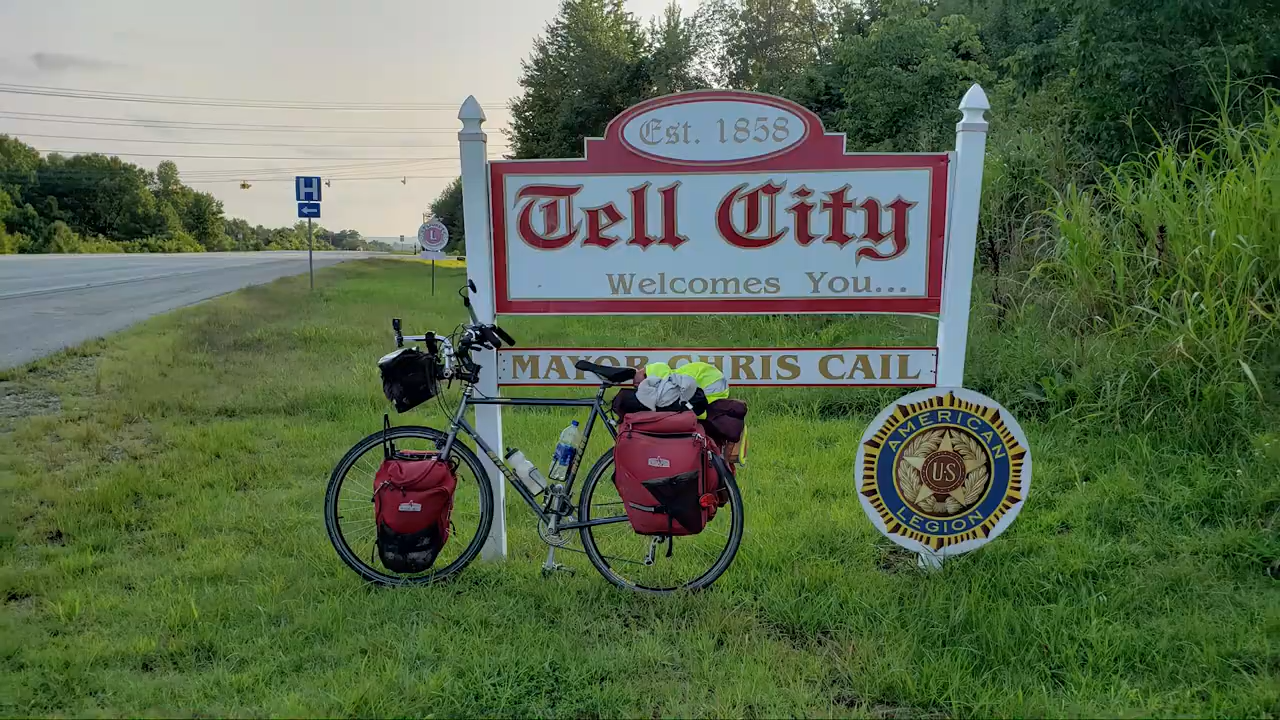 Est. 1858
Tell City
Welcomes You...
MAYOR CHRIS CAIL
H
AMERICAN
US
LEGION